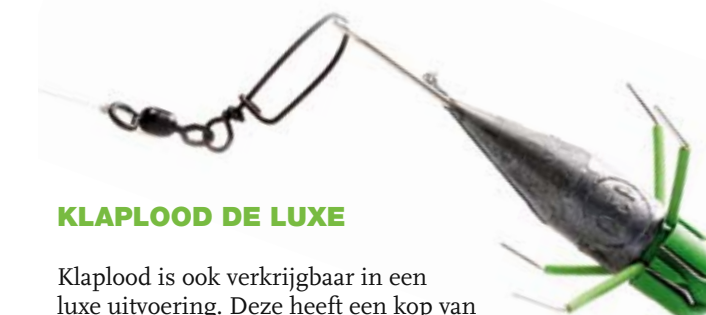 KLAPLOOD DE LUXE
Klaplood is ook verkrijgbaar in een
luxe uitvoering. Deze heeft een kop van